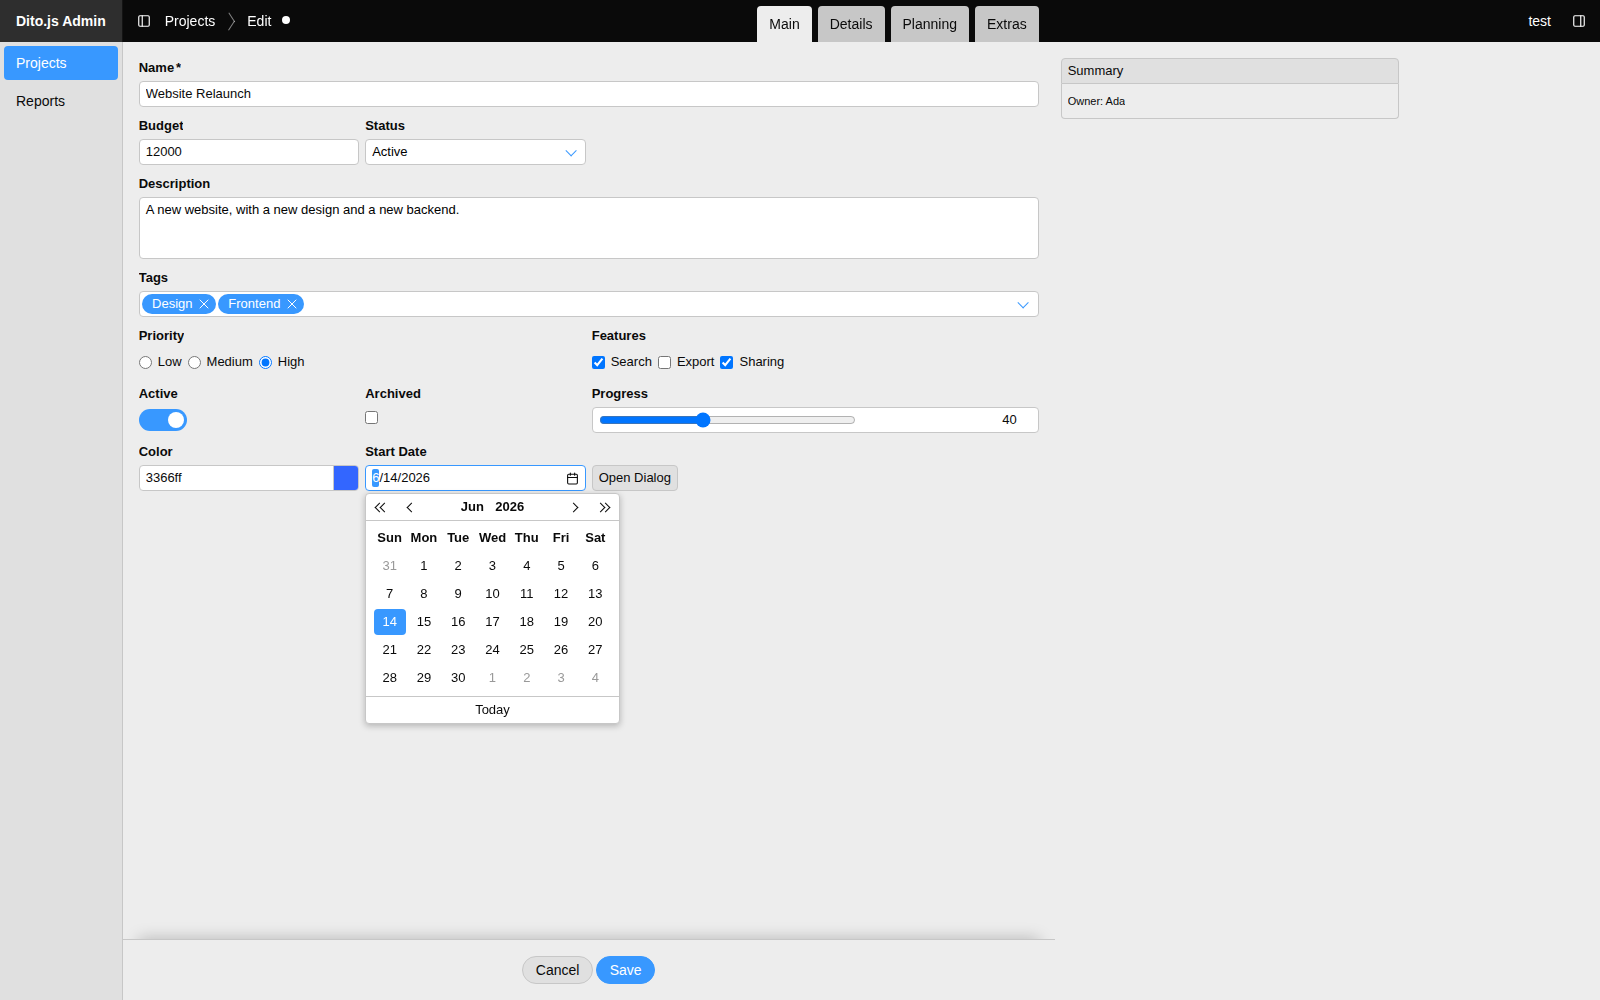 Dito.js Admin
Projects
Edit
Main
Details
Planning
Extras
test
Projects
Reports
Name *
Website Relaunch
Budget
Status
12000
Active
Description
A new website, with a new design and a new backend.
Tags
Design
Frontend
Priority
Features
Low
Medium
High
Search
Export
Sharing
Active
Archived
Progress
40
Color
Start Date
3366ff
6/14/2026
Open Dialog
Jun 2026
Sun Mon Tue Wed Thu Fri Sat
31 1 2 3 4 5 6
7 8 9 10 11 12 13
14 15 16 17 18 19 20
21 22 23 24 25 26 27
28 29 30 1 2 3 4
Today
Summary
Owner: Ada
Cancel
Save